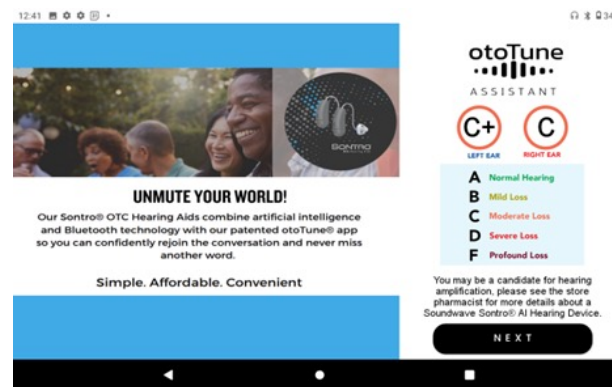 12:41
34
UNMUTE YOUR WORLD!
Our Sontro® OTC Hearing Aids combine artificial intelligence
and Bluetooth technology with our patented otoTune® app
so you can confidently rejoin the conversation and never miss
another word.
Simple. Affordable. Convenient
SONTRO
otoTune
ASSISTANT
C+
C
LEFT EAR
RIGHT EAR
A Normal Hearing
B Mild Loss
C Moderate Loss
D Severe Loss
F Profound Loss
You may be a candidate for hearing
amplification, please see the store
pharmacist for more details about a
Soundwave Sontro® AI Hearing Device.
NEXT